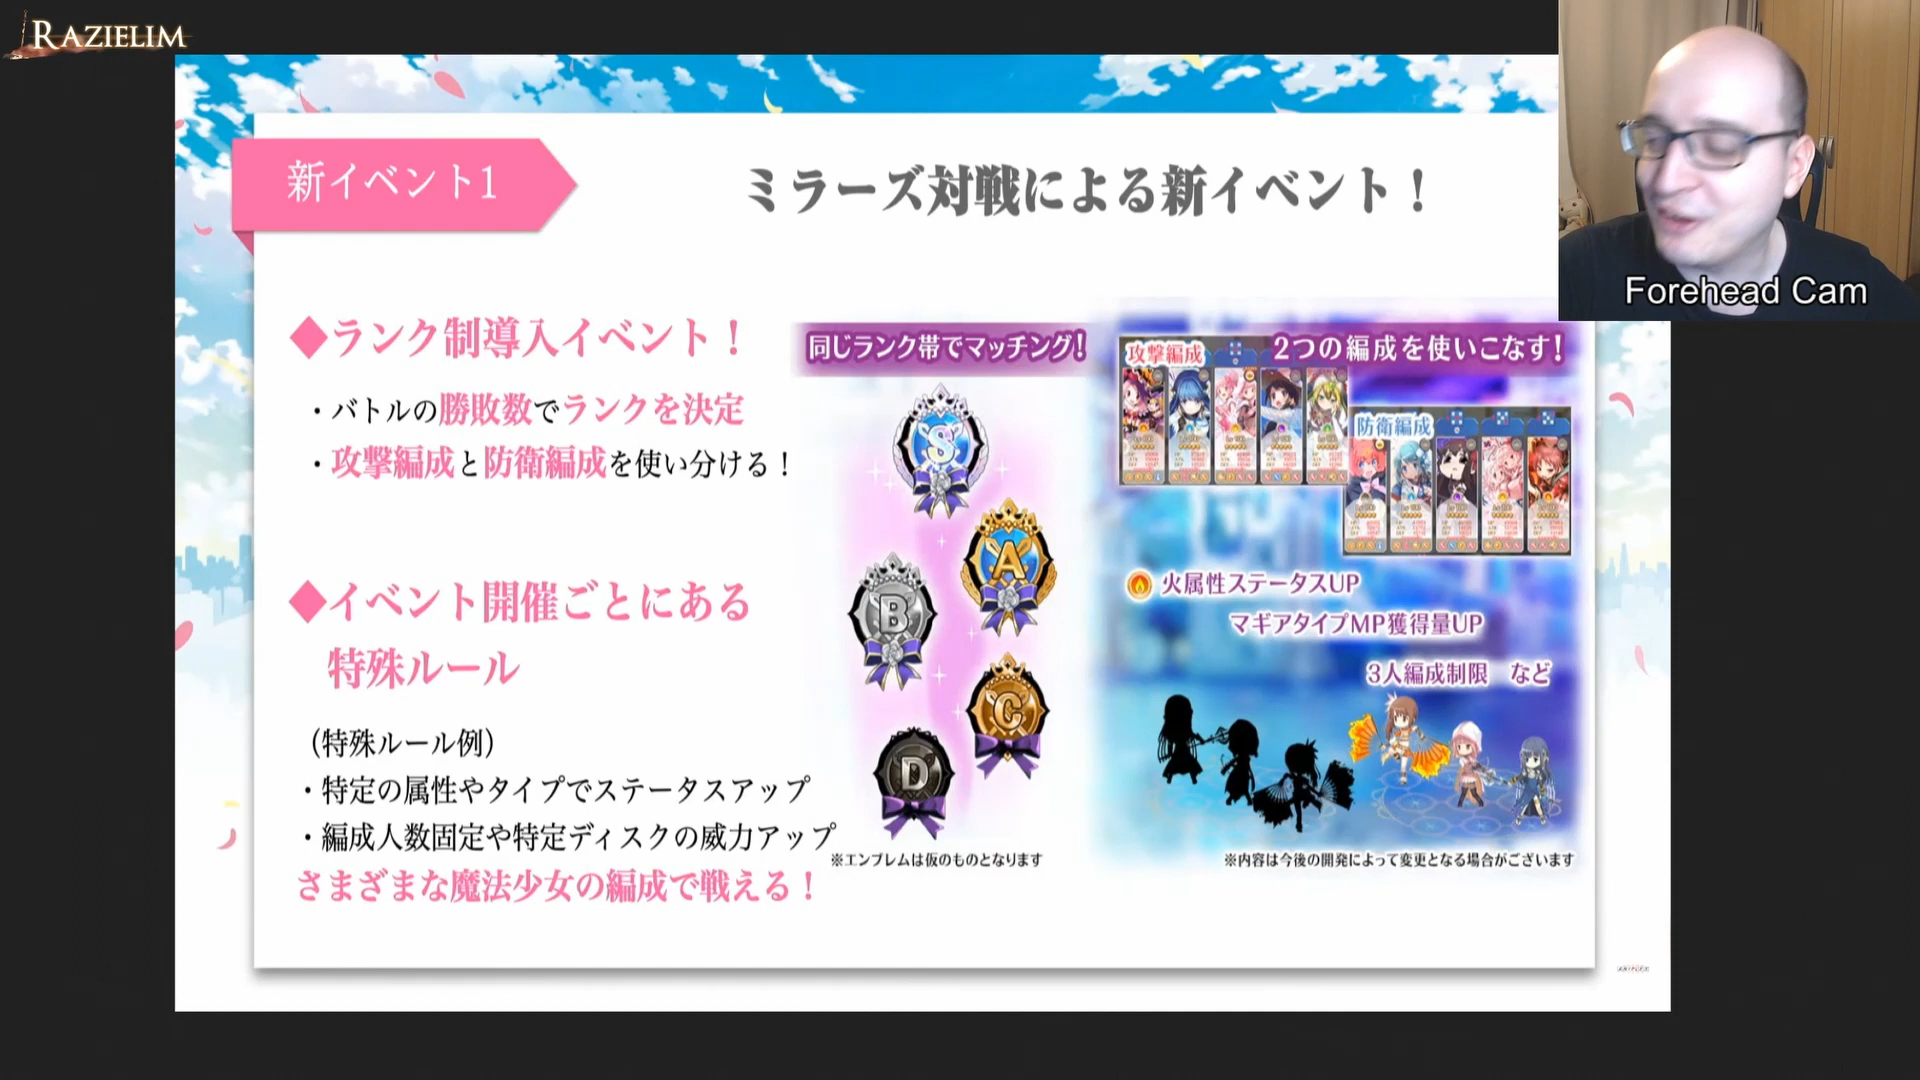 RAZIELIM
新イベント1
ミラーズ対戦による新イベント！
Forehead Cam
◆ランク制導入イベント！
・バトルの勝敗数でランクを決定
・攻撃編成と防衛編成を使い分ける！
◆イベント開催ごとにある
特殊ルール
（特殊ルール例）
・特定の属性やタイプでステータスアップ
・編成人数固定や特定ディスクの威力アップ
さまざまな魔法少女の編成で戦える！
同じランク帯でマッチング！
S
A
B
C
D
※エンブレムは仮のものとなります
攻撃編成
2つの編成を使いこなす！
防衛編成
火属性ステータスUP
マギアタイプMP獲得量UP
3人編成制限　など
※内容は今後の開発によって変更となる場合がございます
ANIPLEX